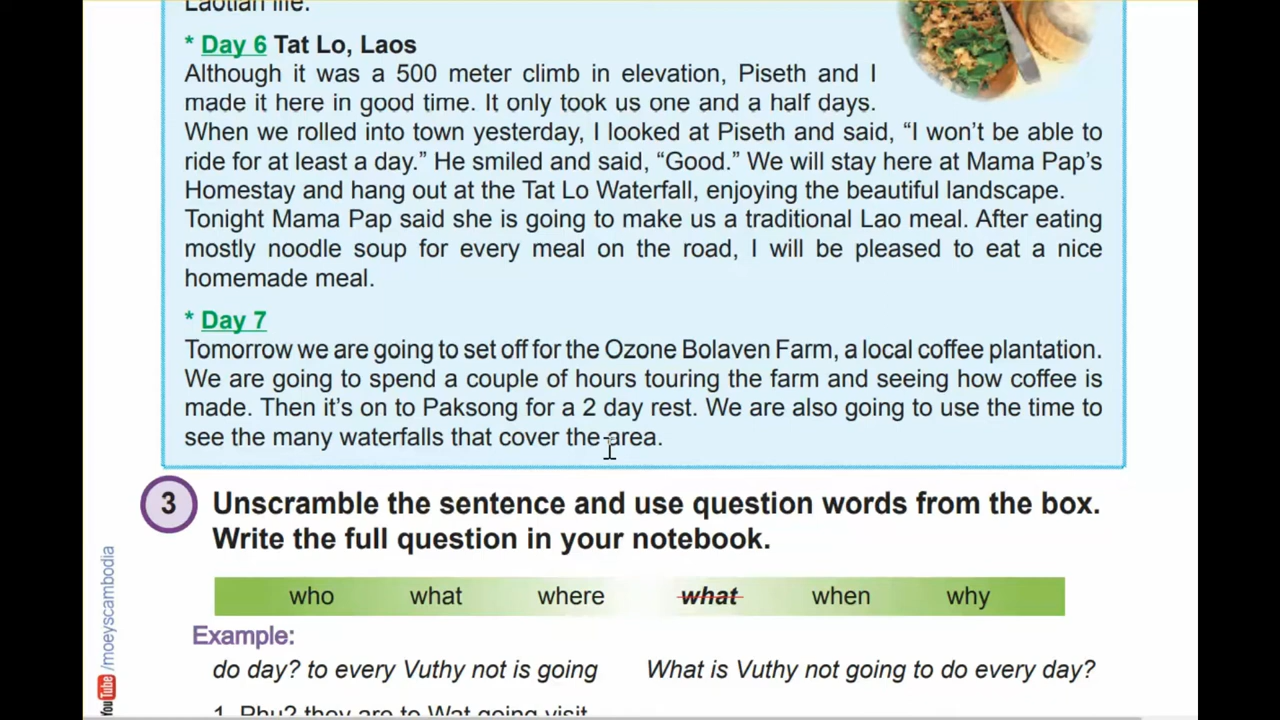 Laotian life.
* Day 6 Tat Lo, Laos
Although it was a 500 meter climb in elevation, Piseth and I
made it here in good time. It only took us one and a half days.
When we rolled into town yesterday, I looked at Piseth and said, “I won’t be able to
ride for at least a day.” He smiled and said, “Good.” We will stay here at Mama Pap’s
Homestay and hang out at the Tat Lo Waterfall, enjoying the beautiful landscape.
Tonight Mama Pap said she is going to make us a traditional Lao meal. After eating
mostly noodle soup for every meal on the road, I will be pleased to eat a nice
homemade meal.
* Day 7
Tomorrow we are going to set off for the Ozone Bolaven Farm, a local coffee plantation.
We are going to spend a couple of hours touring the farm and seeing how coffee is
made. Then it’s on to Paksong for a 2 day rest. We are also going to use the time to
see the many waterfalls that cover the area.
3 Unscramble the sentence and use question words from the box.
Write the full question in your notebook.
who what where what when why
Example:
do day? to every Vuthy not is going What is Vuthy not going to do every day?
1. Phu? they are to Wat going visit
YouTube /moeyscambodia